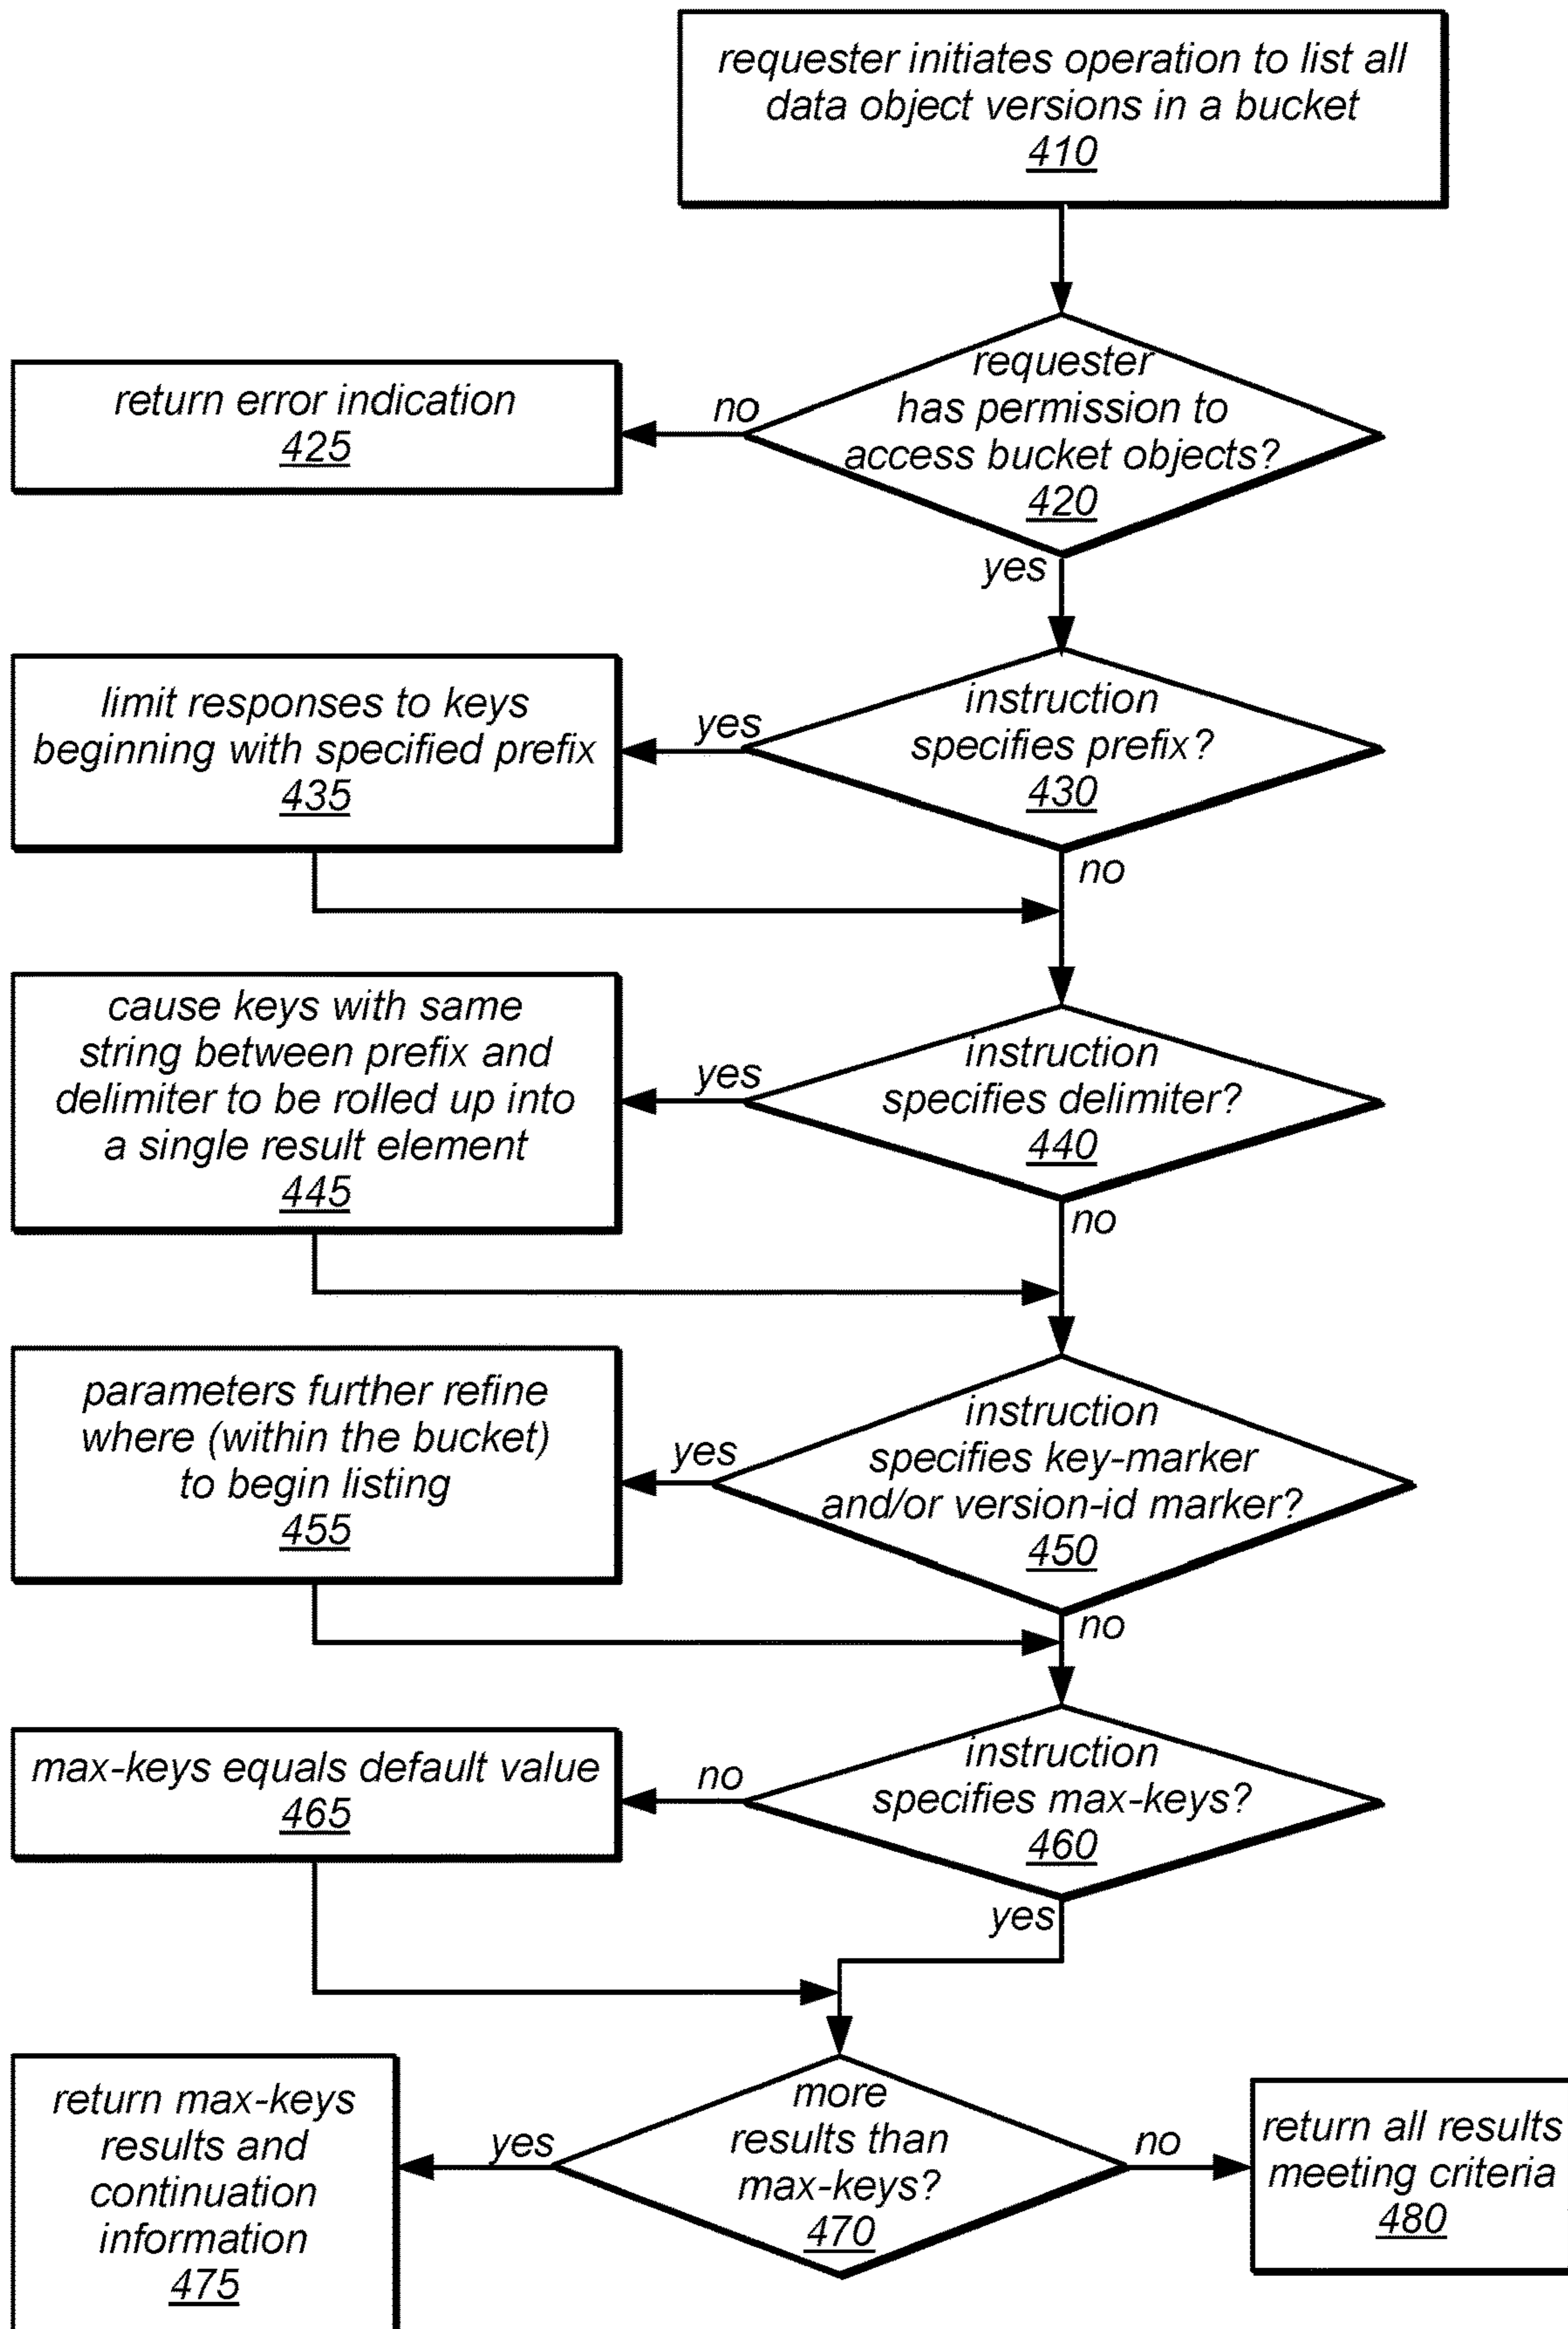 requester initiates operation to list all
data object versions in a bucket
410
requester
has permission to
access bucket objects?
420
no
return error indication
425
yes
instruction
specifies prefix?
430
yes
limit responses to keys
beginning with specified prefix
435
no
instruction
specifies delimiter?
440
yes
cause keys with same
string between prefix and
delimiter to be rolled up into
a single result element
445
no
instruction
specifies key-marker
and/or version-id marker?
450
yes
parameters further refine
where (within the bucket)
to begin listing
455
no
instruction
specifies max-keys?
460
no
max-keys equals default value
465
yes
more
results than
max-keys?
470
yes
return max-keys
results and
continuation
information
475
no
return all results
meeting criteria
480